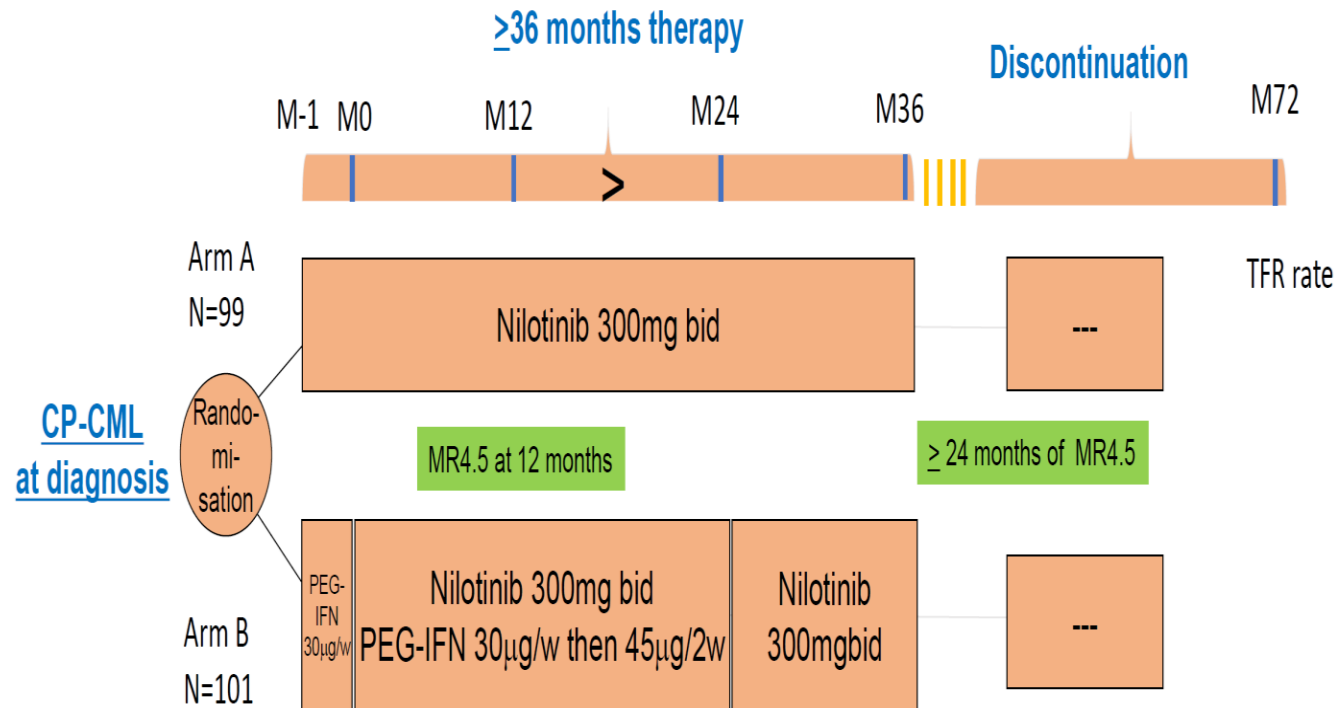 ≥36 months therapy
Discontinuation
M-1 M0 M12 M24 M36 M72
>
Arm A
N=99
Nilotinib 300mg bid
---
TFR rate
CP-CML
at diagnosis
Rando-
mi-
sation
MR4.5 at 12 months
≥ 24 months of MR4.5
Arm B
N=101
PEG-
IFN
30µg/w
Nilotinib 300mg bid
PEG-IFN 30µg/w then 45µg/2w
Nilotinib
300mgbid
---